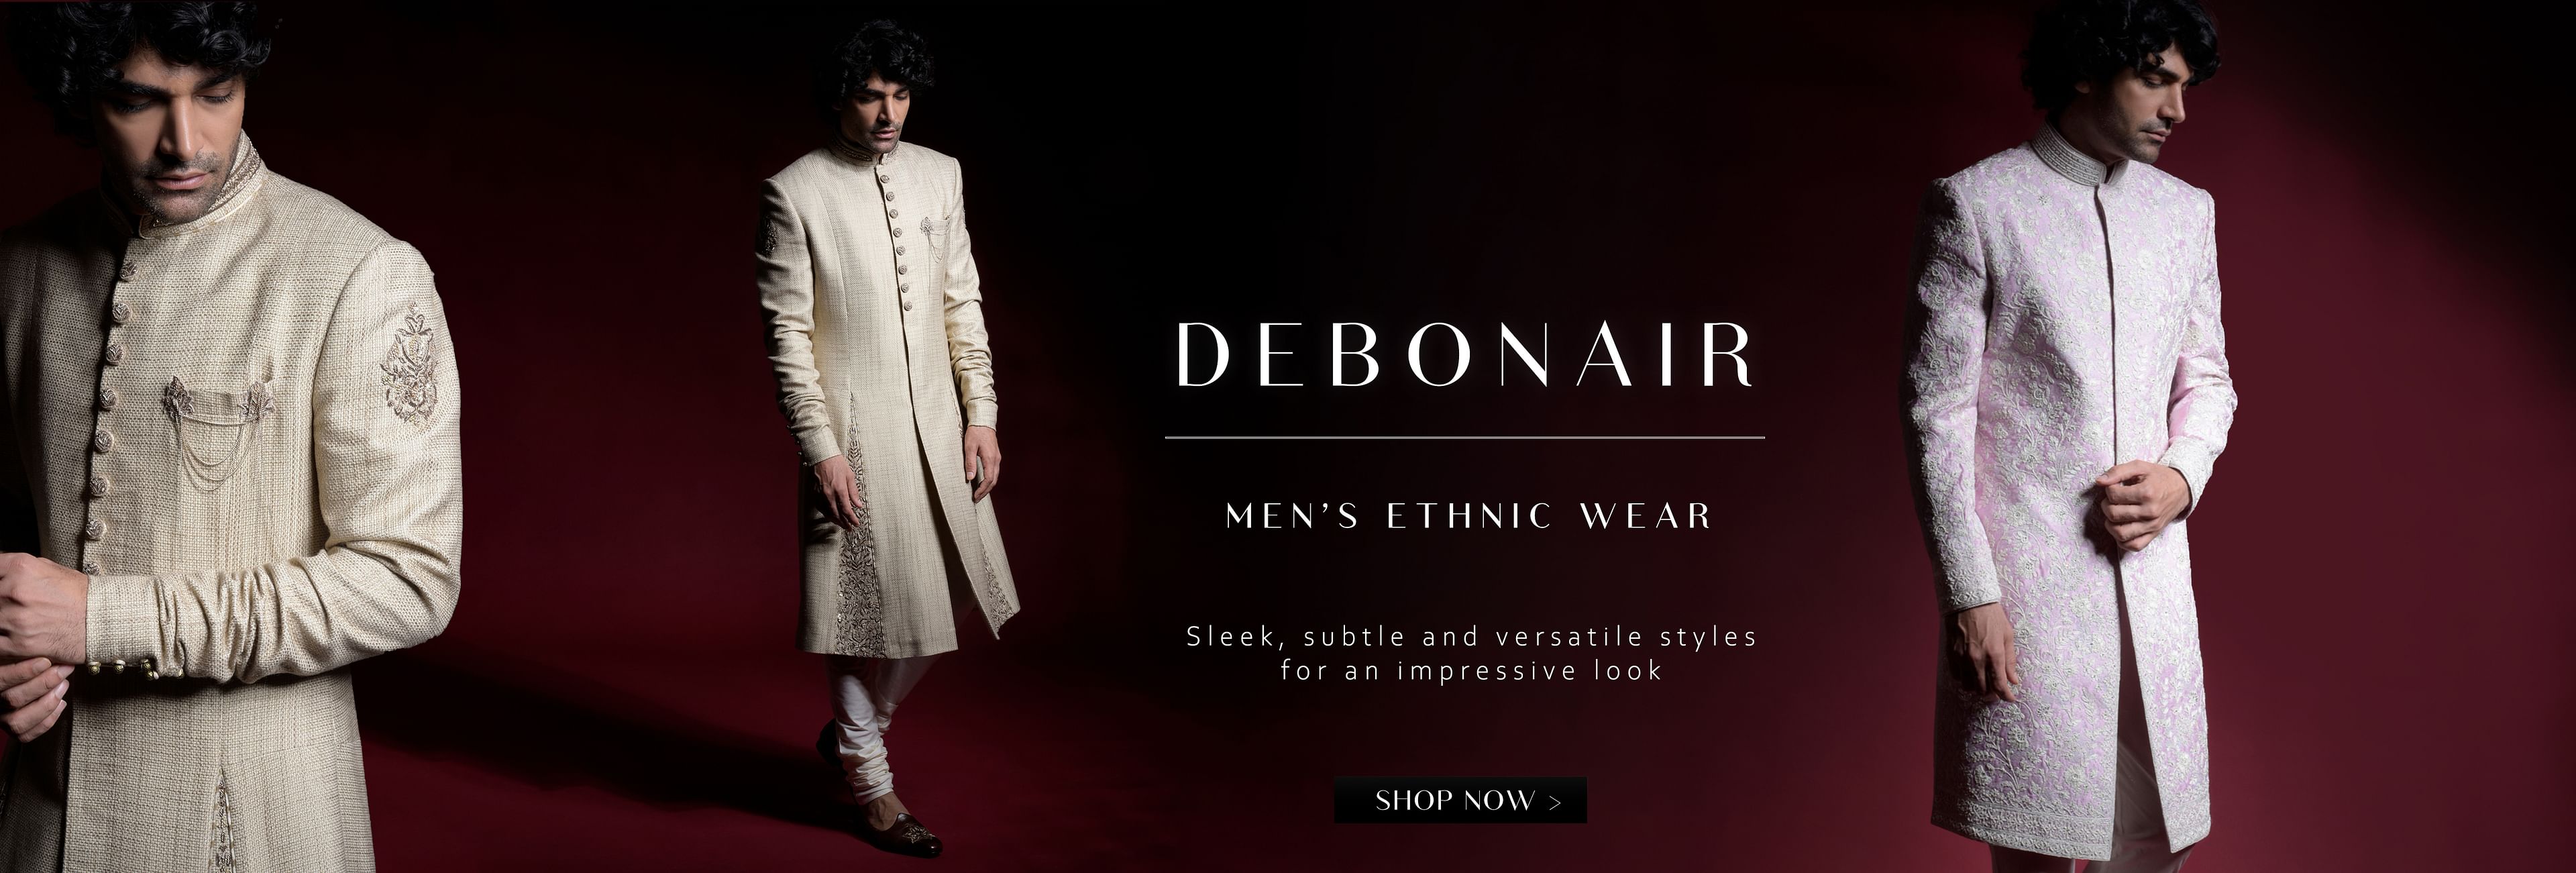 DEBONAIR
MEN’S ETHNIC WEAR
Sleek, subtle and versatile styles
for an impressive look
SHOP NOW >